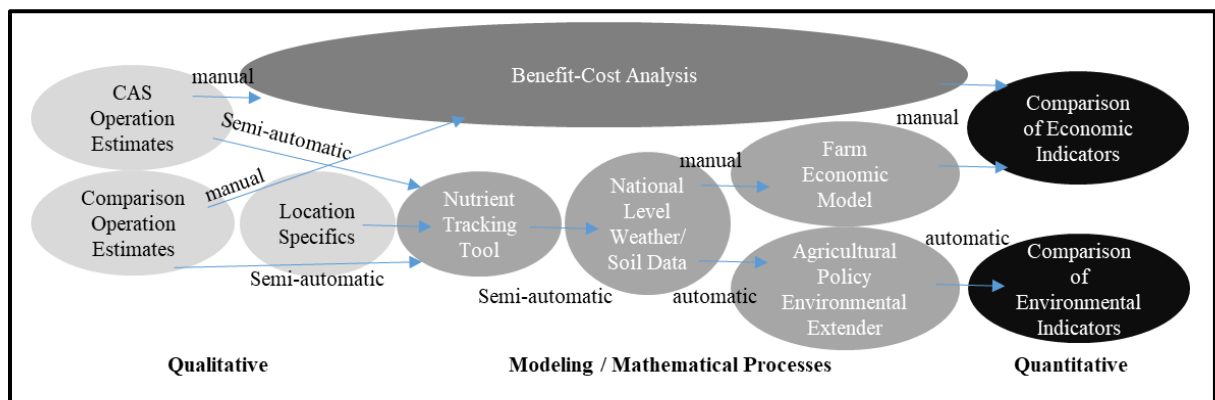 Benefit-Cost Analysis
manual
CAS
Operation
Estimates
Semi-automatic
manual
Comparison
Operation
Estimates
Location
Specifics
Semi-automatic
Nutrient
Tracking
Tool
Semi-automatic
National
Level
Weather/
Soil Data
manual
automatic
Farm
Economic
Model
Agricultural
Policy
Environmental
Extender
manual
automatic
Comparison
of Economic
Indicators
Comparison
of
Environmental
Indicators
Qualitative
Modeling / Mathematical Processes
Quantitative